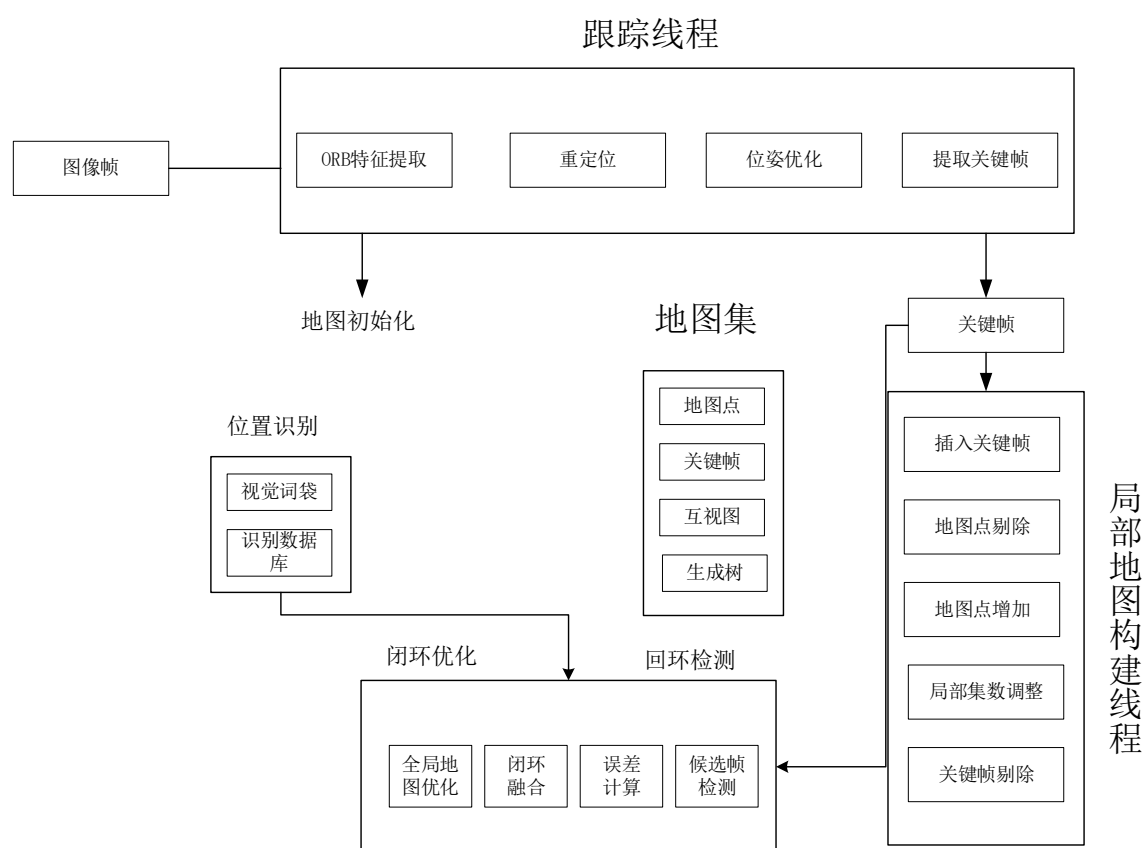 跟踪线程
图像帧
ORB特征提取
重定位
位姿优化
提取关键帧
地图初始化
地图集
关键帧
地图点
关键帧
互视图
生成树
位置识别
视觉词袋
识别数据
库
插入关键帧
地图点剔除
地图点增加
局部集数调整
关键帧剔除
局部地图构建线程
闭环优化
回环检测
全局地
图优化
闭环
融合
误差
计算
候选帧
检测